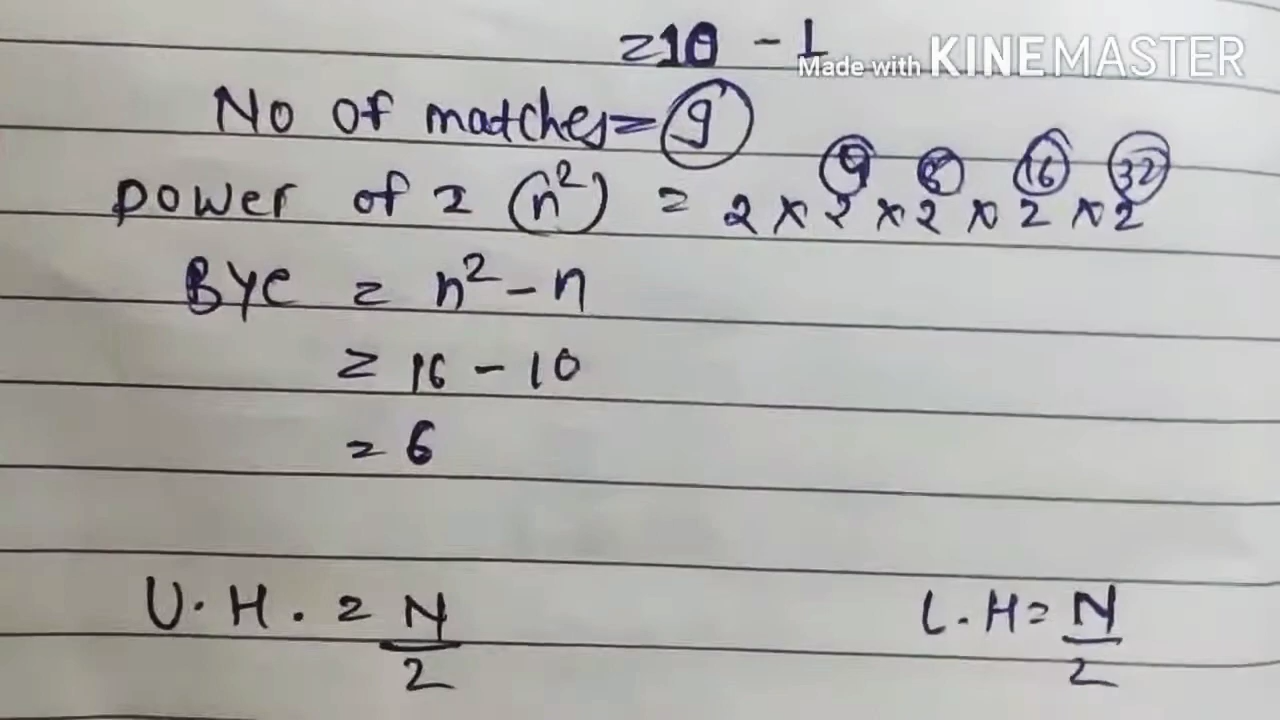 =10 - 1
Made with KINEMASTER
No of matches = 9
4 8 16 32
power of 2 (n²) = 2 x 2 x 2 x 2 x 2
Bye = n² - n
= 16 - 10
= 6
U.H. = N/2
L.H = N/2